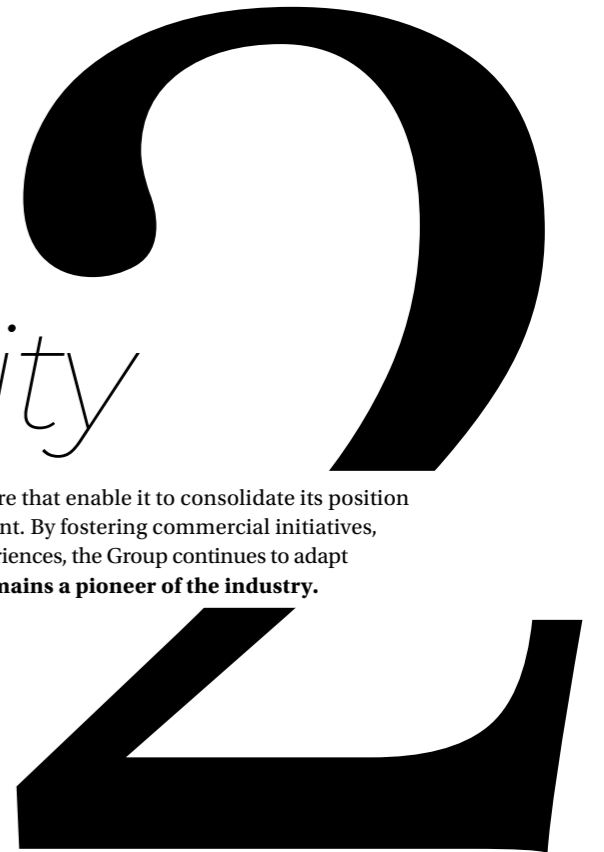 2
ity
re that enable it to consolidate its position
nt. By fostering commercial initiatives,
riences, the Group continues to adapt
mains a pioneer of the industry.